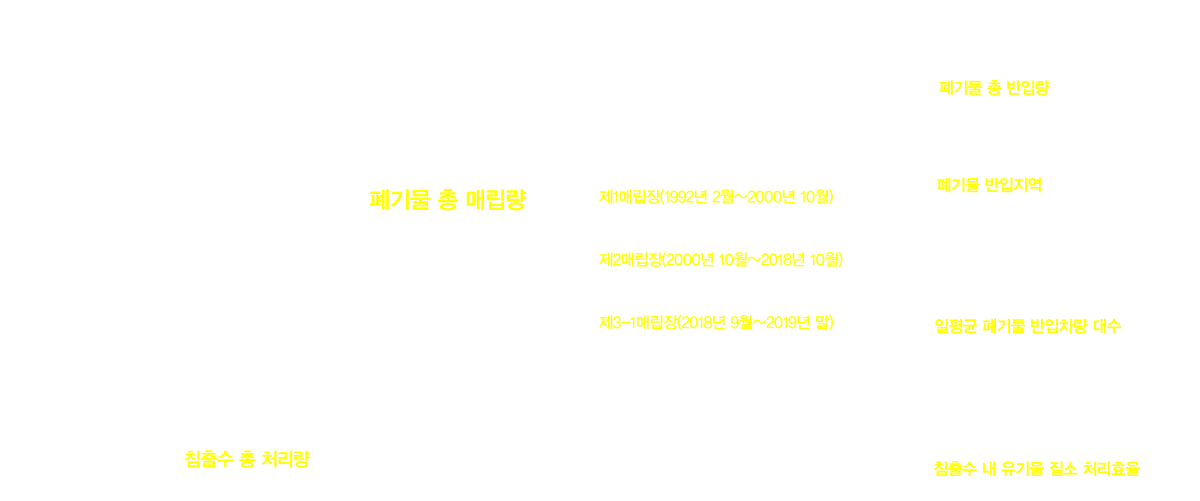 폐기물 총 반입량
폐기물 총 매립량
제1매립장(1992년 2월~2000년 10월)
폐기물 반입지역
제2매립장(2000년 10월~2018년 10월)
제3-1매립장(2018년 9월~2019년 말)
일평균 폐기물 반입차량 대수
침출수 총 처리량
침출수 내 유기물 질소 처리효율